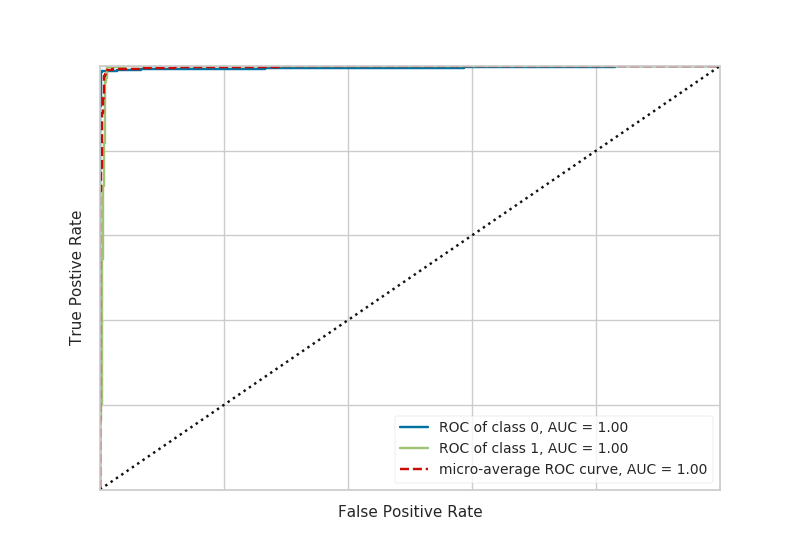 True Postive Rate
ROC of class 0, AUC = 1.00
ROC of class 1, AUC = 1.00
micro-average ROC curve, AUC = 1.00
False Positive Rate